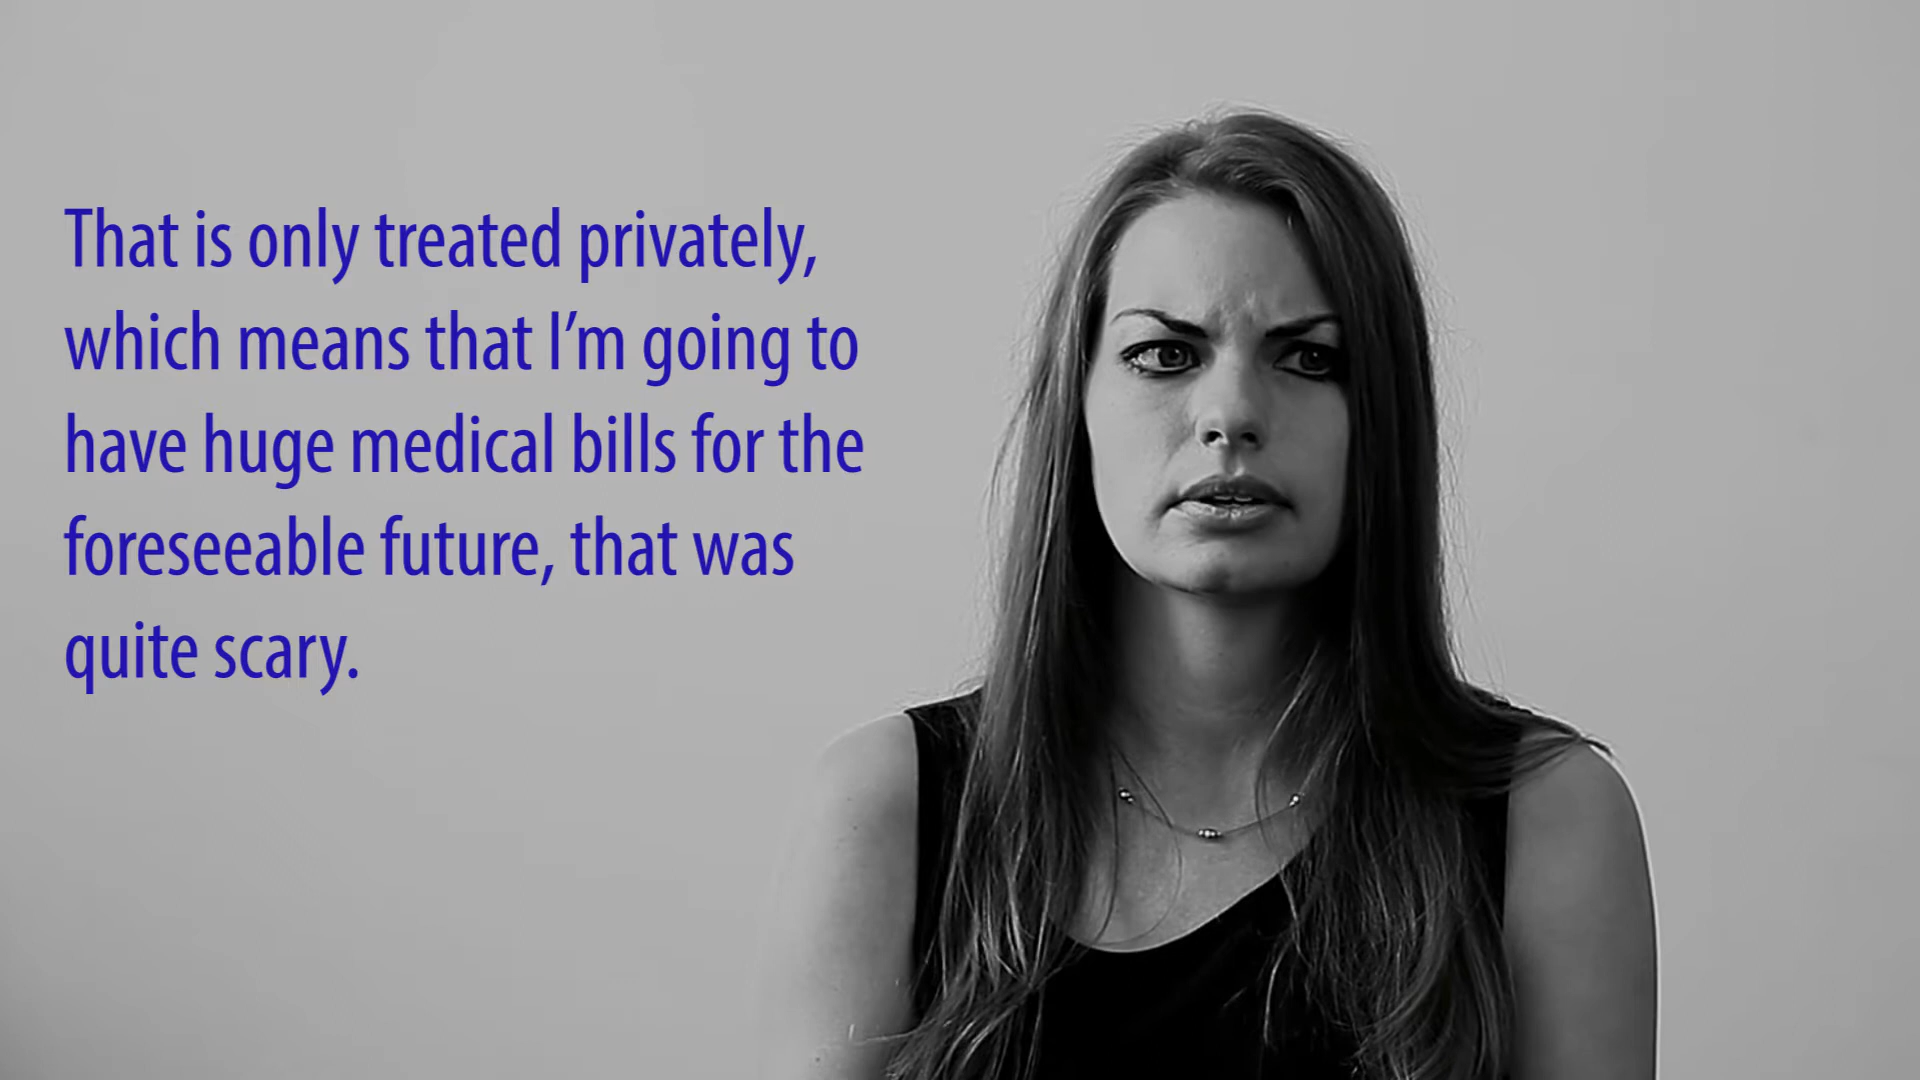 That is only treated privately,
which means that I’m going to
have huge medical bills for the
foreseeable future, that was
quite scary.